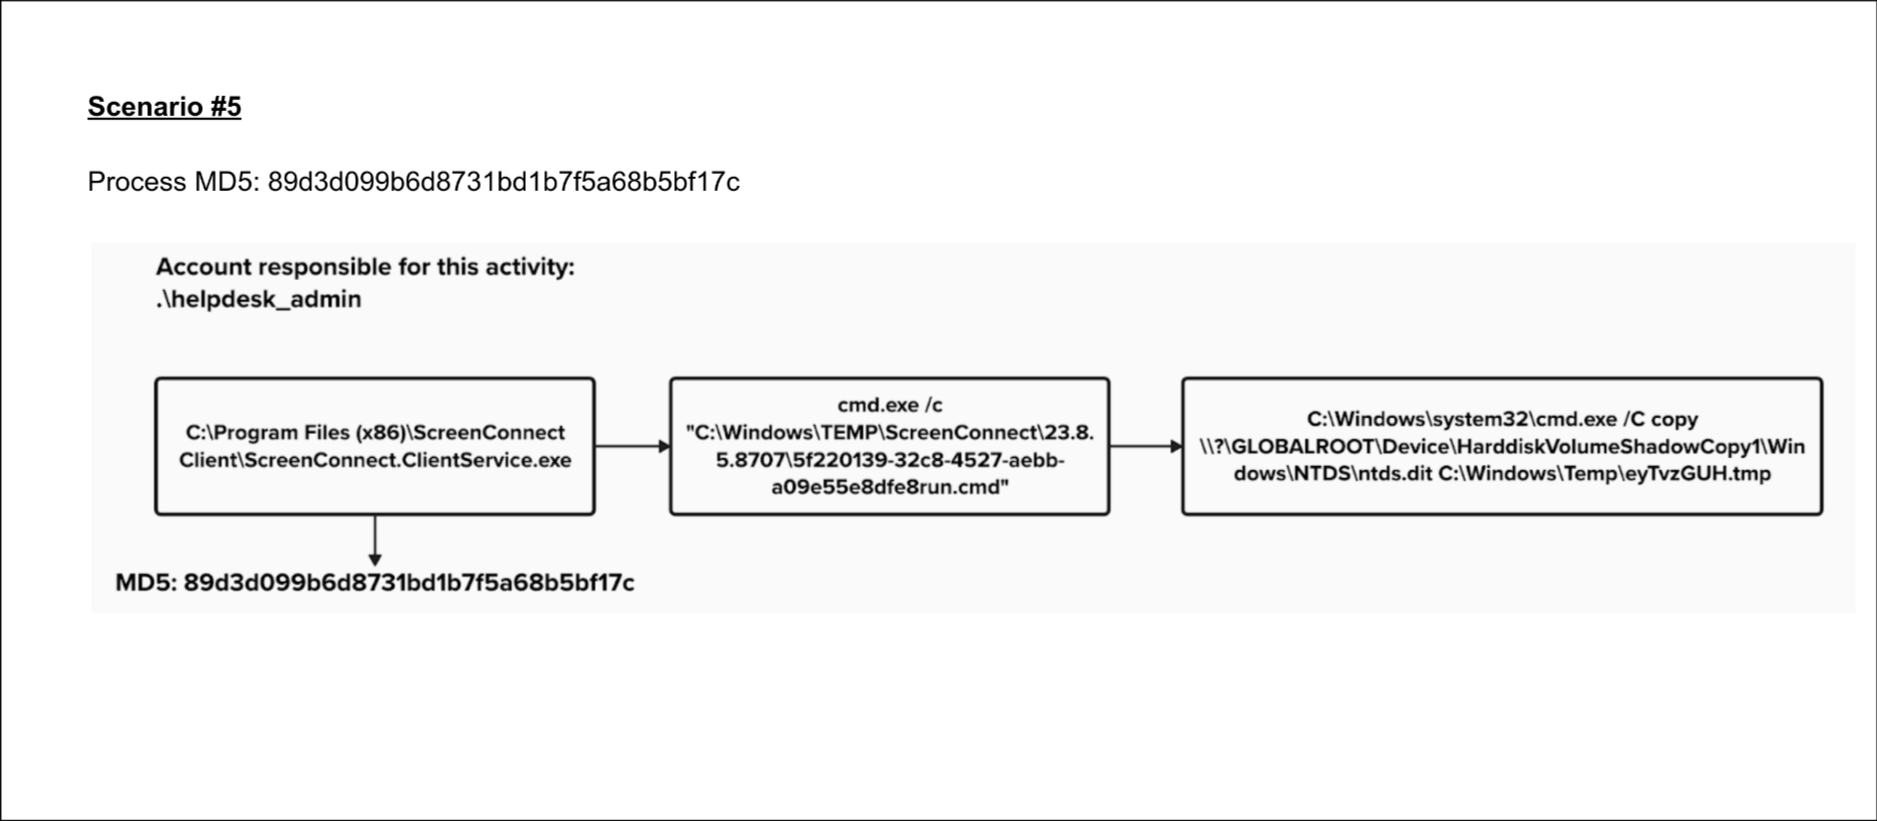 Scenario #5
Process MD5: 89d3d099b6d8731bd1b7f5a68b5bf17c
Account responsible for this activity:
.\helpdesk_admin
C:\Program Files (x86)\ScreenConnect
Client\ScreenConnect.ClientService.exe
cmd.exe /c
"C:\Windows\TEMP\ScreenConnect\23.8.
5.8707\5f220139-32c8-4527-aebb-
a09e55e8dfe8run.cmd"
C:\Windows\system32\cmd.exe /C copy
\\?\GLOBALROOT\Device\HarddiskVolumeShadowCopy1\Win
dows\NTDS\ntds.dit C:\Windows\Temp\eyTvzGUH.tmp
MD5: 89d3d099b6d8731bd1b7f5a68b5bf17c